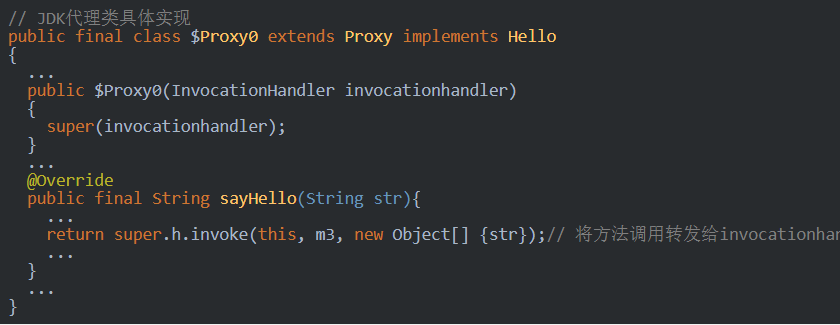 // JDK代理类具体实现
public final class $Proxy0 extends Proxy implements Hello
{
  ...
  public $Proxy0(InvocationHandler invocationhandler)
  {
    super(invocationhandler);
  }
  ...
  @Override
  public final String sayHello(String str){
    ...
    return super.h.invoke(this, m3, new Object[] {str});// 将方法调用转发给invocationhan
    ...
  }
  ...
}